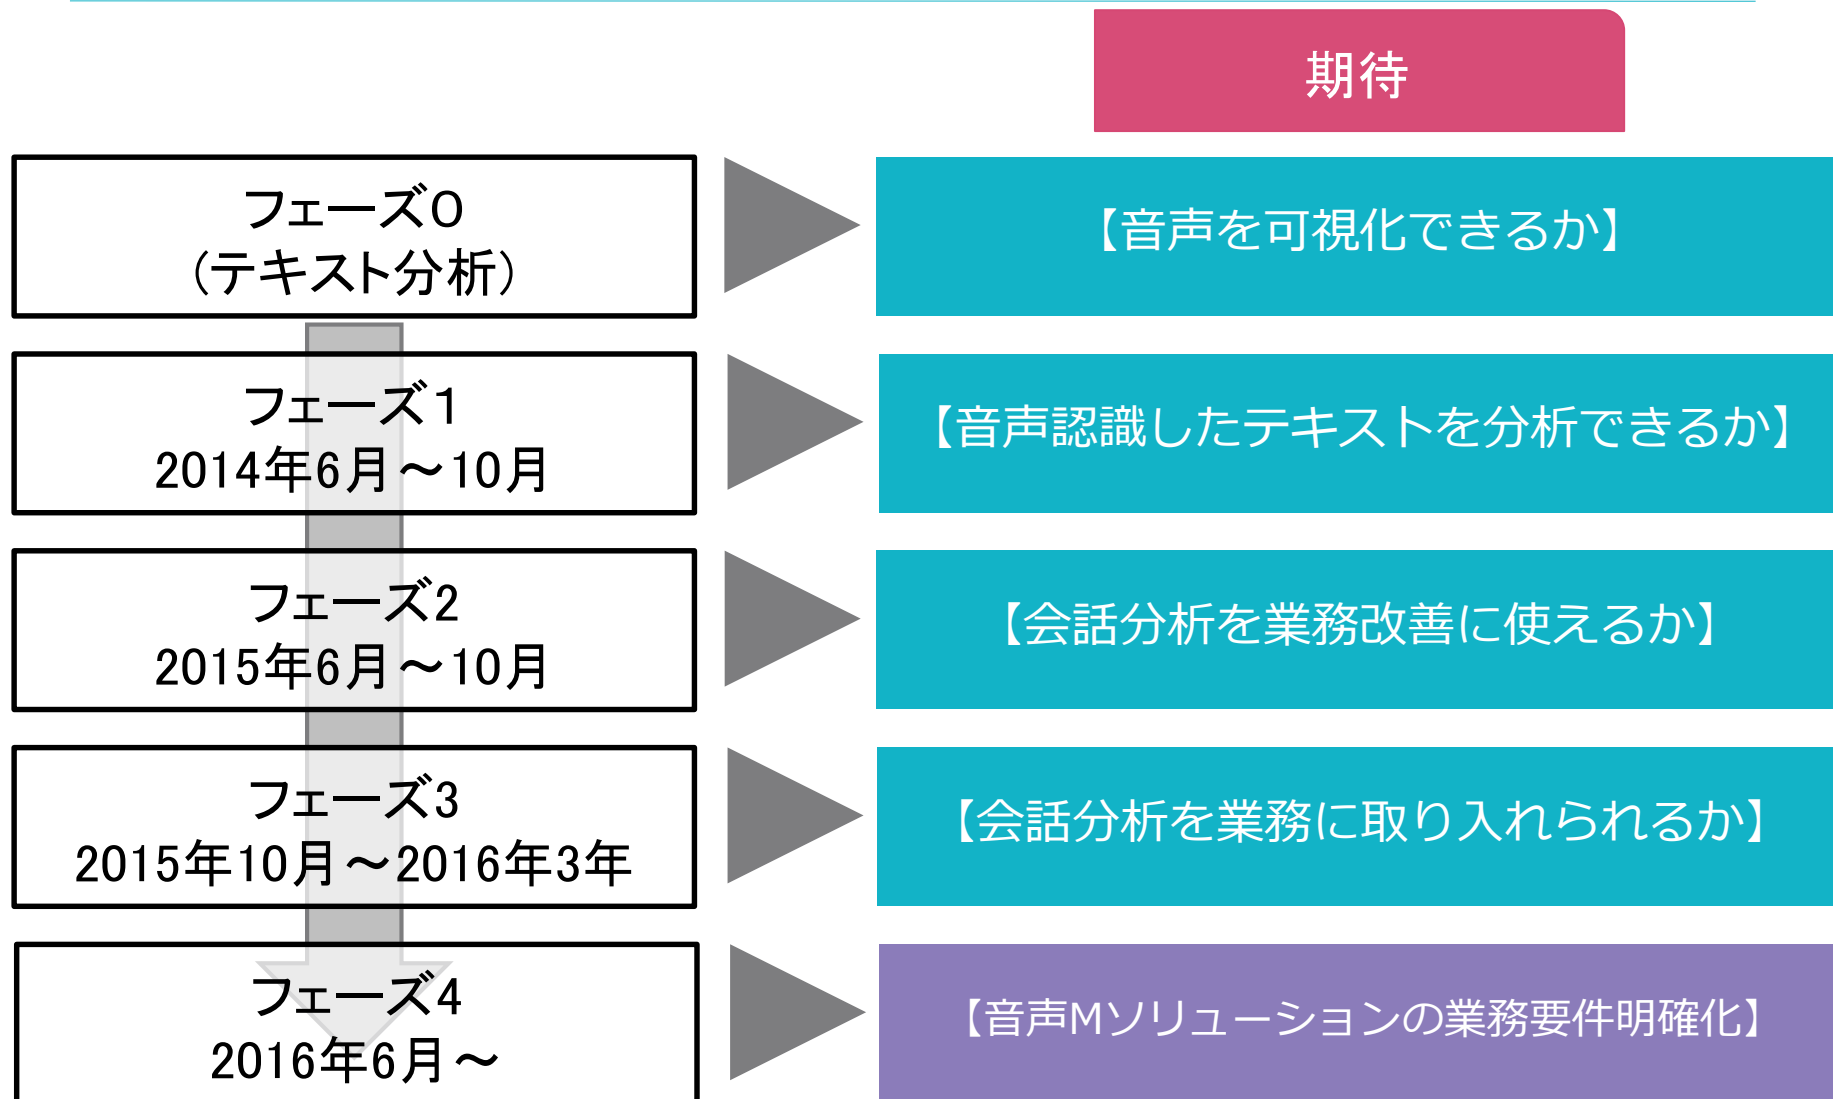 期待
フェーズ0
(テキスト分析)
【音声を可視化できるか】
フェーズ1
2014年6月～10月
【音声認識したテキストを分析できるか】
フェーズ2
2015年6月～10月
【会話分析を業務改善に使えるか】
フェーズ3
2015年10月～2016年3年
【会話分析を業務に取り入れられるか】
フェーズ4
2016年6月～
【音声Mソリューションの業務要件明確化】